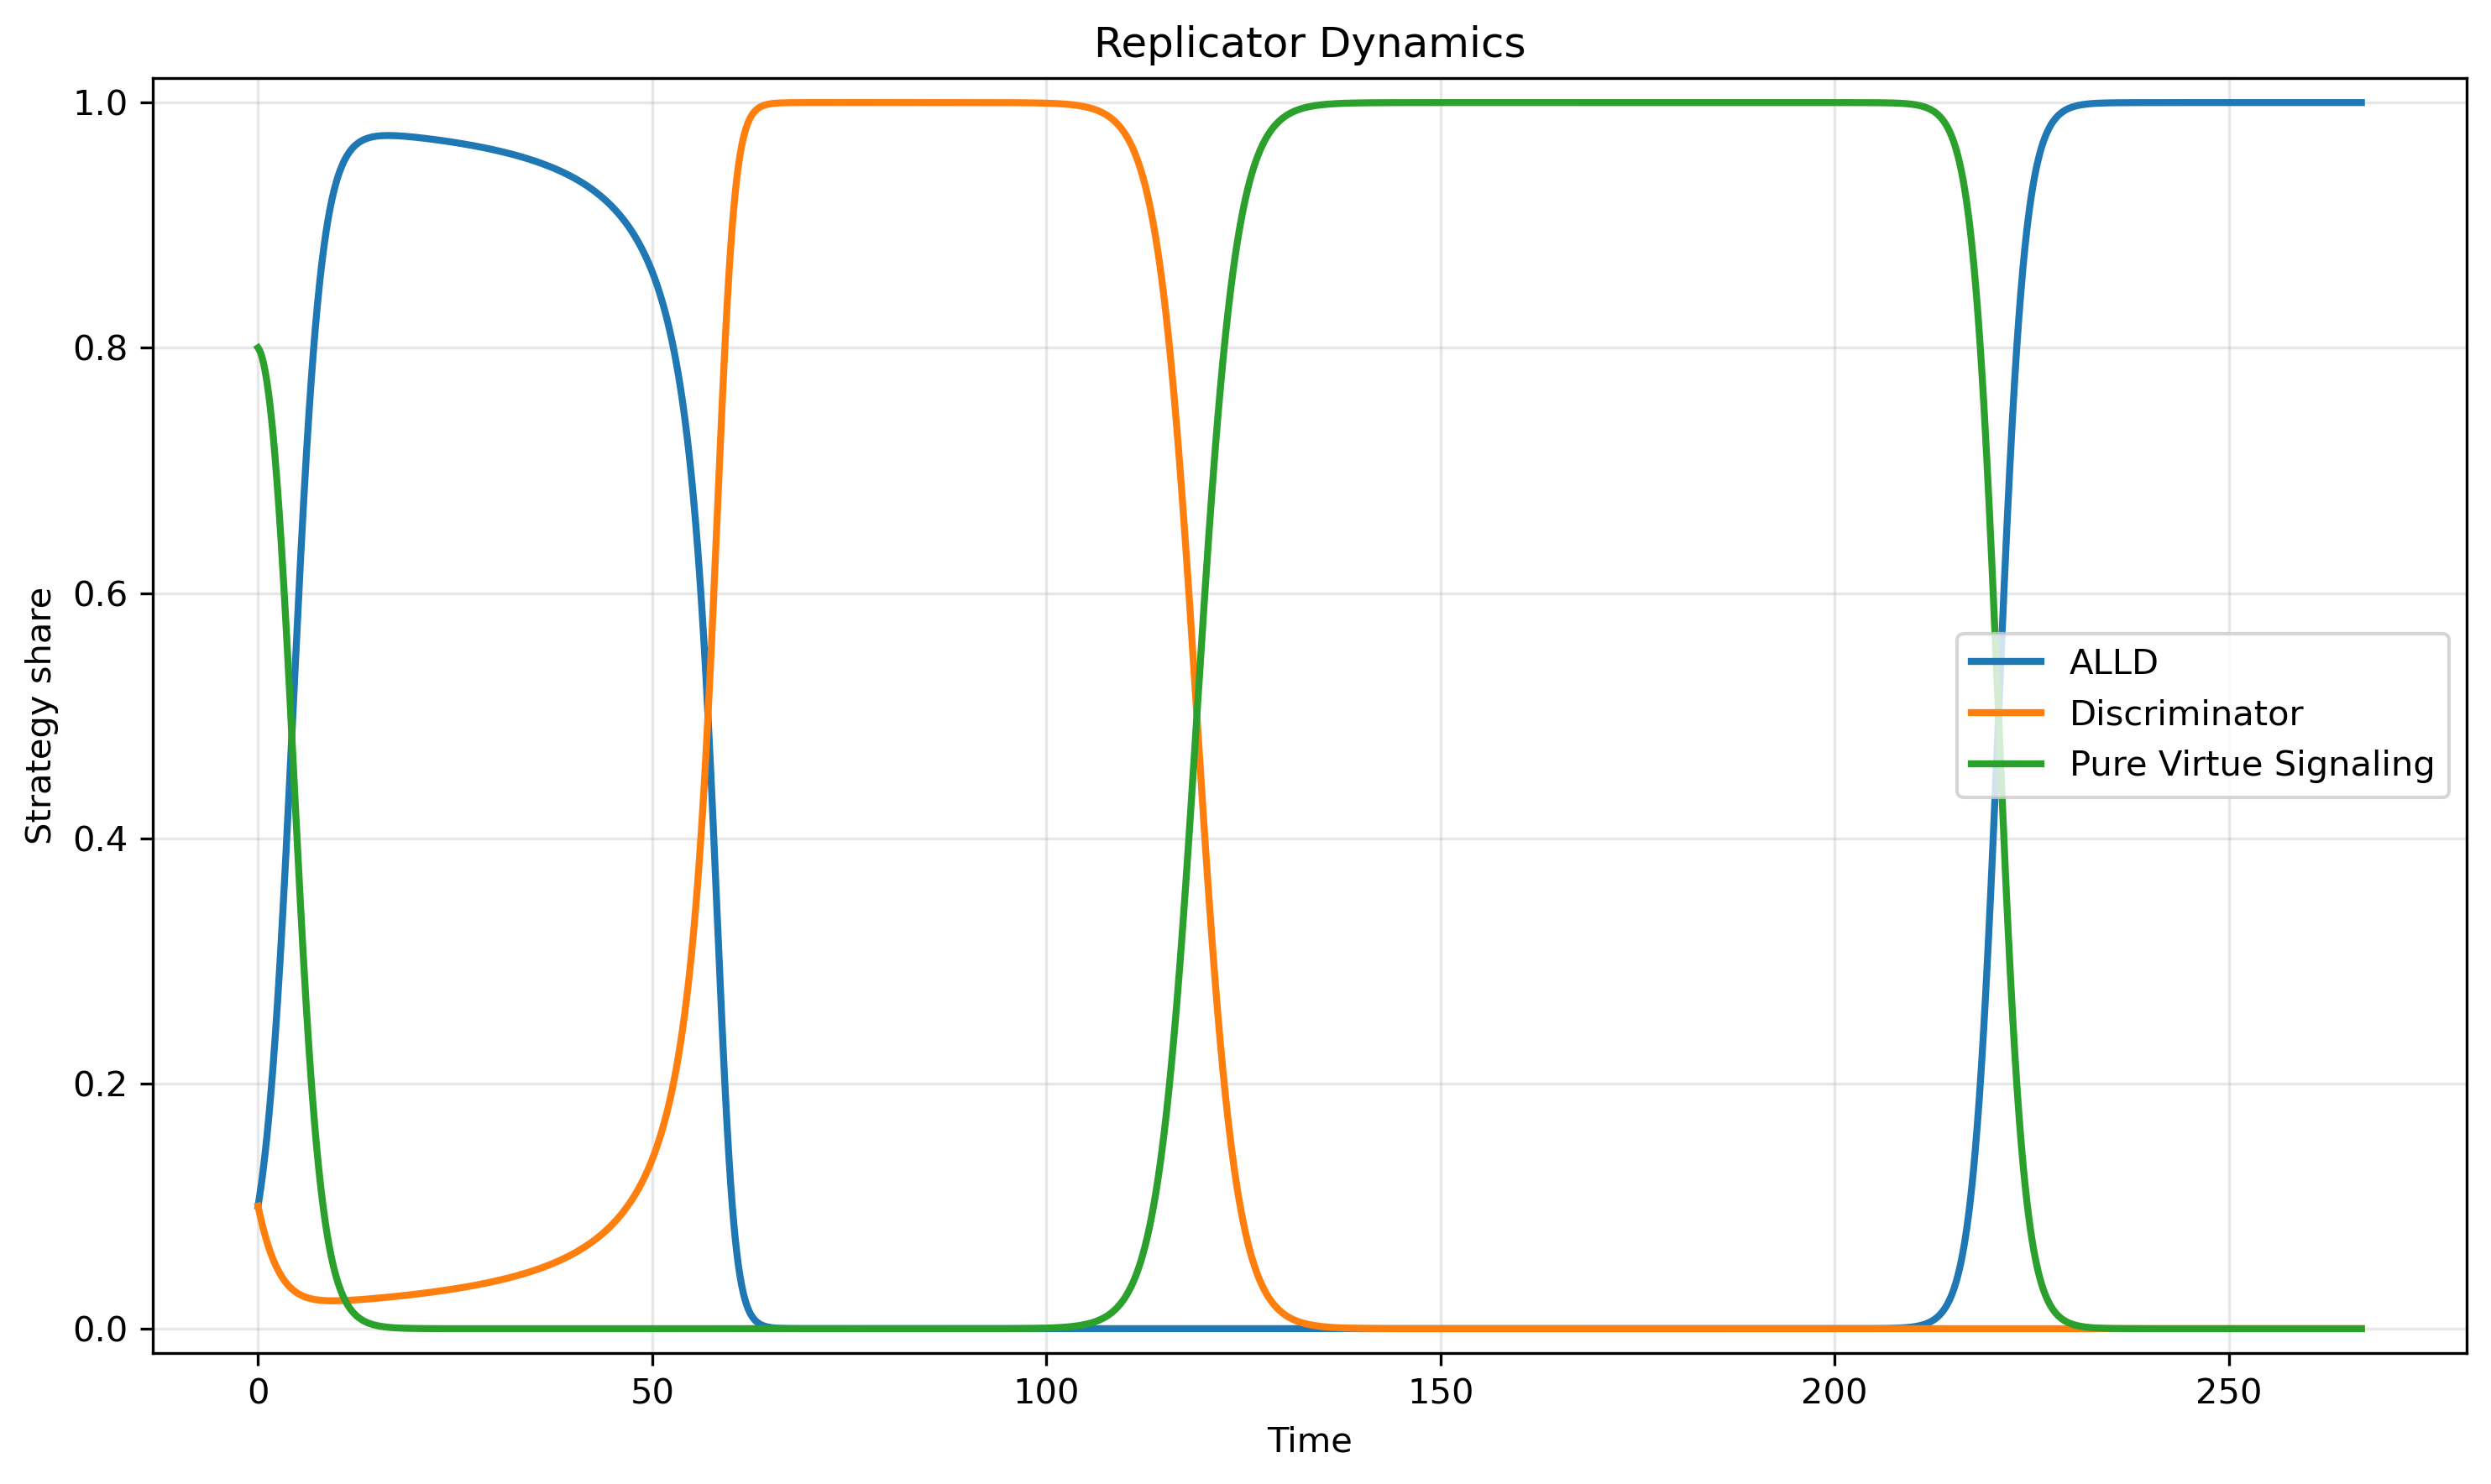 Replicator Dynamics
Strategy share
1.0
0.8
0.6
0.4
0.2
0.0
ALLD
Discriminator
Pure Virtue Signaling
0 50 100 150 200 250
Time